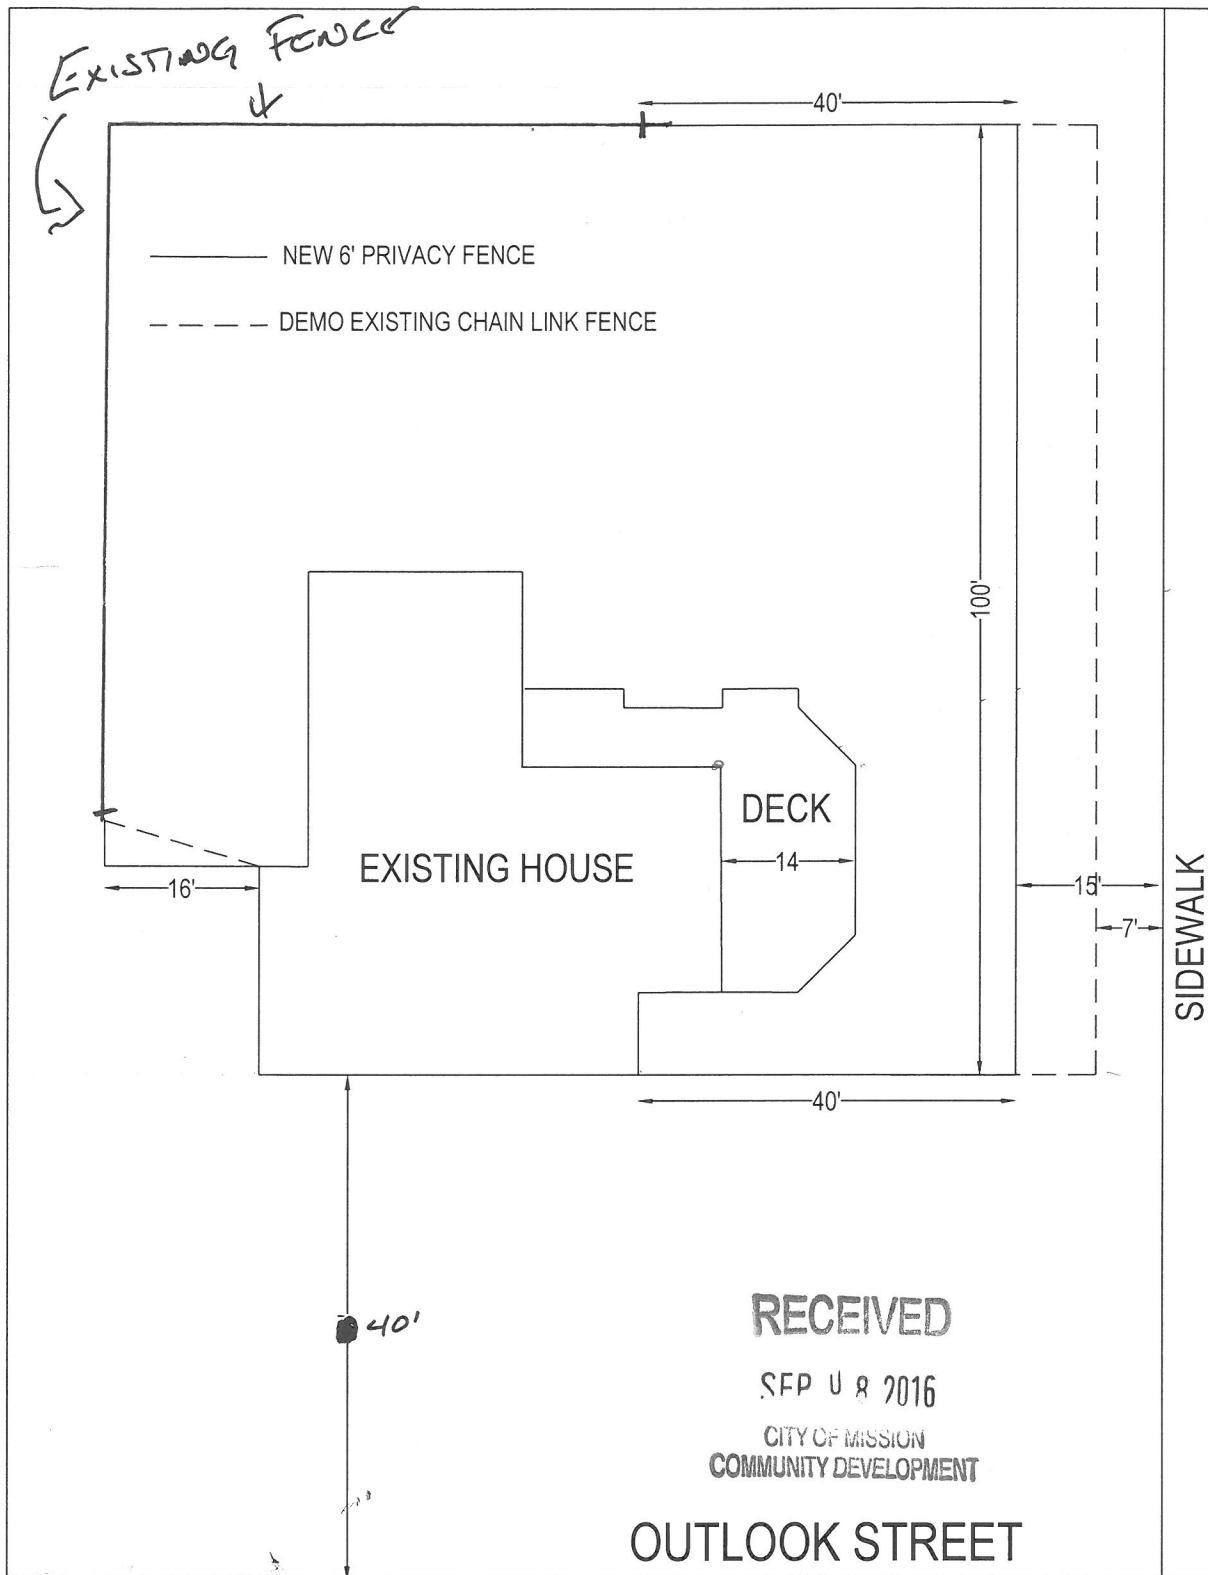 EXISTING FENCE
40'
NEW 6' PRIVACY FENCE
DEMO EXISTING CHAIN LINK FENCE
100'
DECK
EXISTING HOUSE
14
16'
15'
7'
SIDEWALK
40'
40'
RECEIVED
SEP 08 2016
CITY OF MISSION
COMMUNITY DEVELOPMENT
OUTLOOK STREET